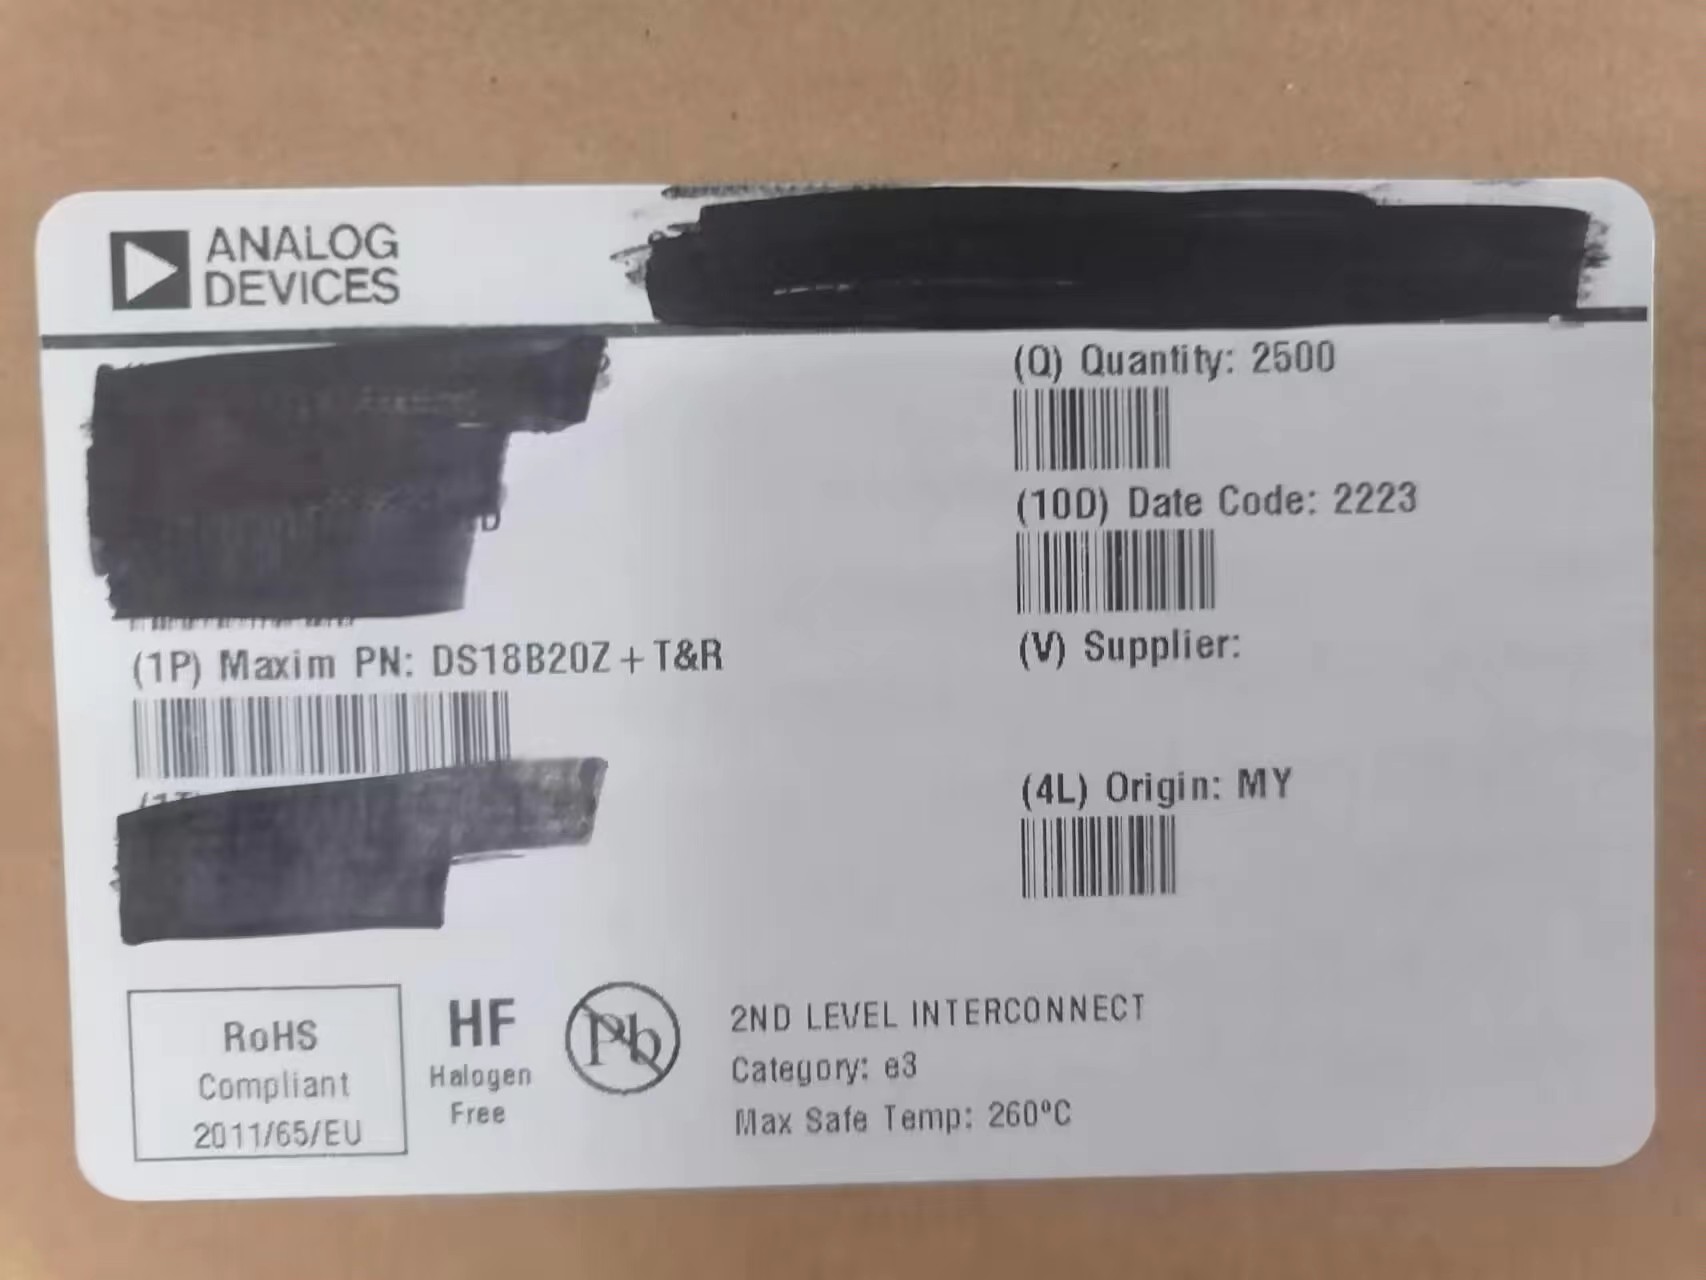 ANALOG
DEVICES
(Q) Quantity: 2500
(10D) Date Code: 2223
(1P) Maxim PN: DS18B20Z+T&R
(V) Supplier:
(4L) Origin: MY
RoHS
Compliant
2011/65/EU
HF
Halogen
Free
Pb
2ND LEVEL INTERCONNECT
Category: e3
Max Safe Temp: 260ºC